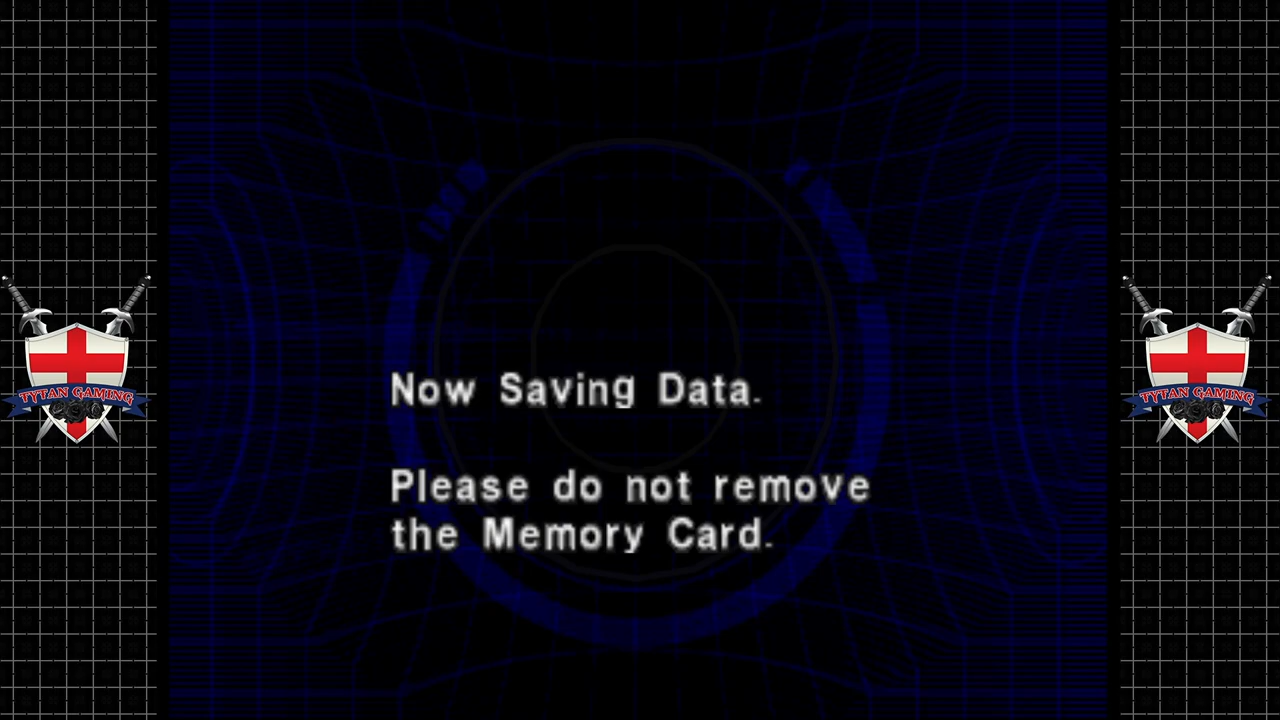 Now Saving Data.
Please do not remove
the Memory Card.
TYTAN GAMING
TYTAN GAMING